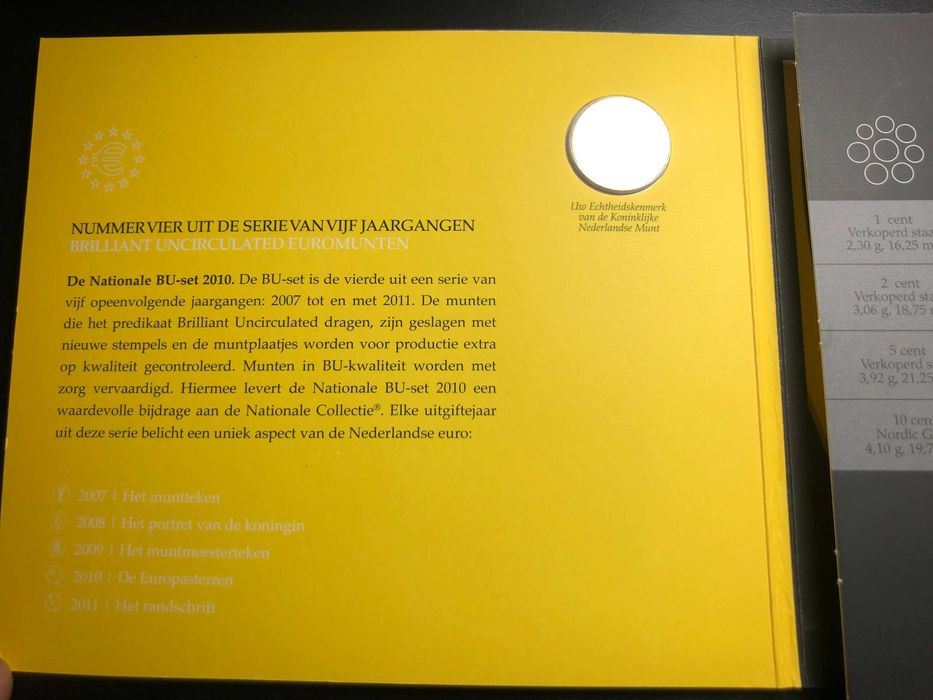 NUMMER VIER UIT DE SERIE VAN VIJF JAARGANGEN
BRILLIANT UNCIRCULATED EUROMUNTEN
De Nationale BU-set 2010. De BU-set is de vierde uit een serie van
vijf opeenvolgende jaargangen: 2007 tot en met 2011. De munten
die het predikaat Brilliant Uncirculated dragen, zijn geslagen met
nieuwe stempels en de muntplaatjes worden voor productie extra
op kwaliteit gecontroleerd. Munten in BU-kwaliteit worden met
zorg vervaardigd. Hiermee levert de Nationale BU-set 2010 een
waardevolle bijdrage aan de Nationale Collectie®. Elke uitgiftejaar
uit deze serie belicht een uniek aspect van de Nederlandse euro:
2007 | Het muntteken
2008 | Het portret van de koningin
2009 | Het muntmeesterteken
2010 | De Europasterren
2011 | Het randschrift
Uw Echtheidskenmerk
van de Koninklijke
Nederlandse Munt
1 cent
Verkoperd staa
2,30 g, 16,25 m
2 cent
Verkoperd sta
3,06 g, 18,75
5 cent
Verkoperd s
3,92 g, 21,25
10 cen
Nordic G
4,10 g, 19,7